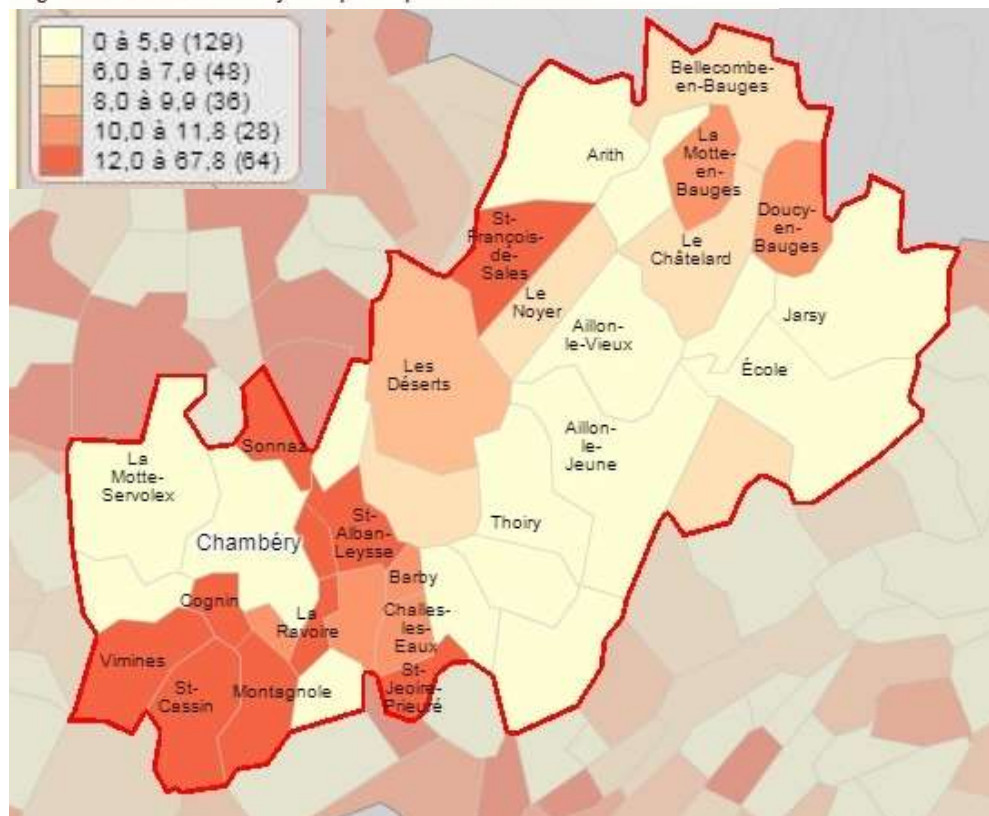 0 à 5,9 (129)
6,0 à 7,9 (48)
8,0 à 9,9 (36)
10,0 à 11,8 (28)
12,0 à 67,8 (64)
Bellecombe-
en-Bauges
Arith
La
Motte-
en-
Bauges
St-
François-
de-
Sales
Doucy-
en-
Bauges
Le
Châtelard
Le
Noyer
Jarsy
Aillon-
le-Vieux
École
Les
Déserts
Aillon-
le-
Jeune
Sonnaz
La
Motte-
Servolex
St-
Alban-
Leysse
Thoiry
Chambéry
Barby
Cognin
La
Ravoire
Challes-
les-
Eaux
Vimines
St-
Cassin
Montagnole
St-
Jeoire-
Prieuré